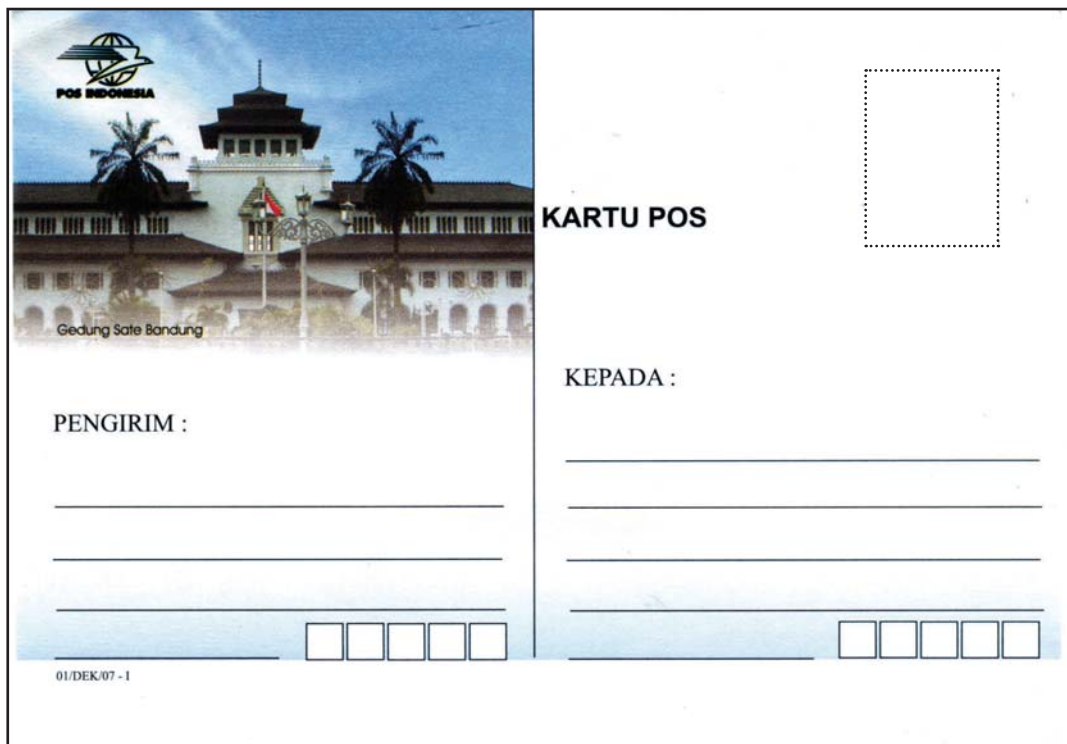 POS INDONESIA
Gedung Sate Bandung
PENGIRIM :
01/DEK/07 - I
KARTU POS
KEPADA :